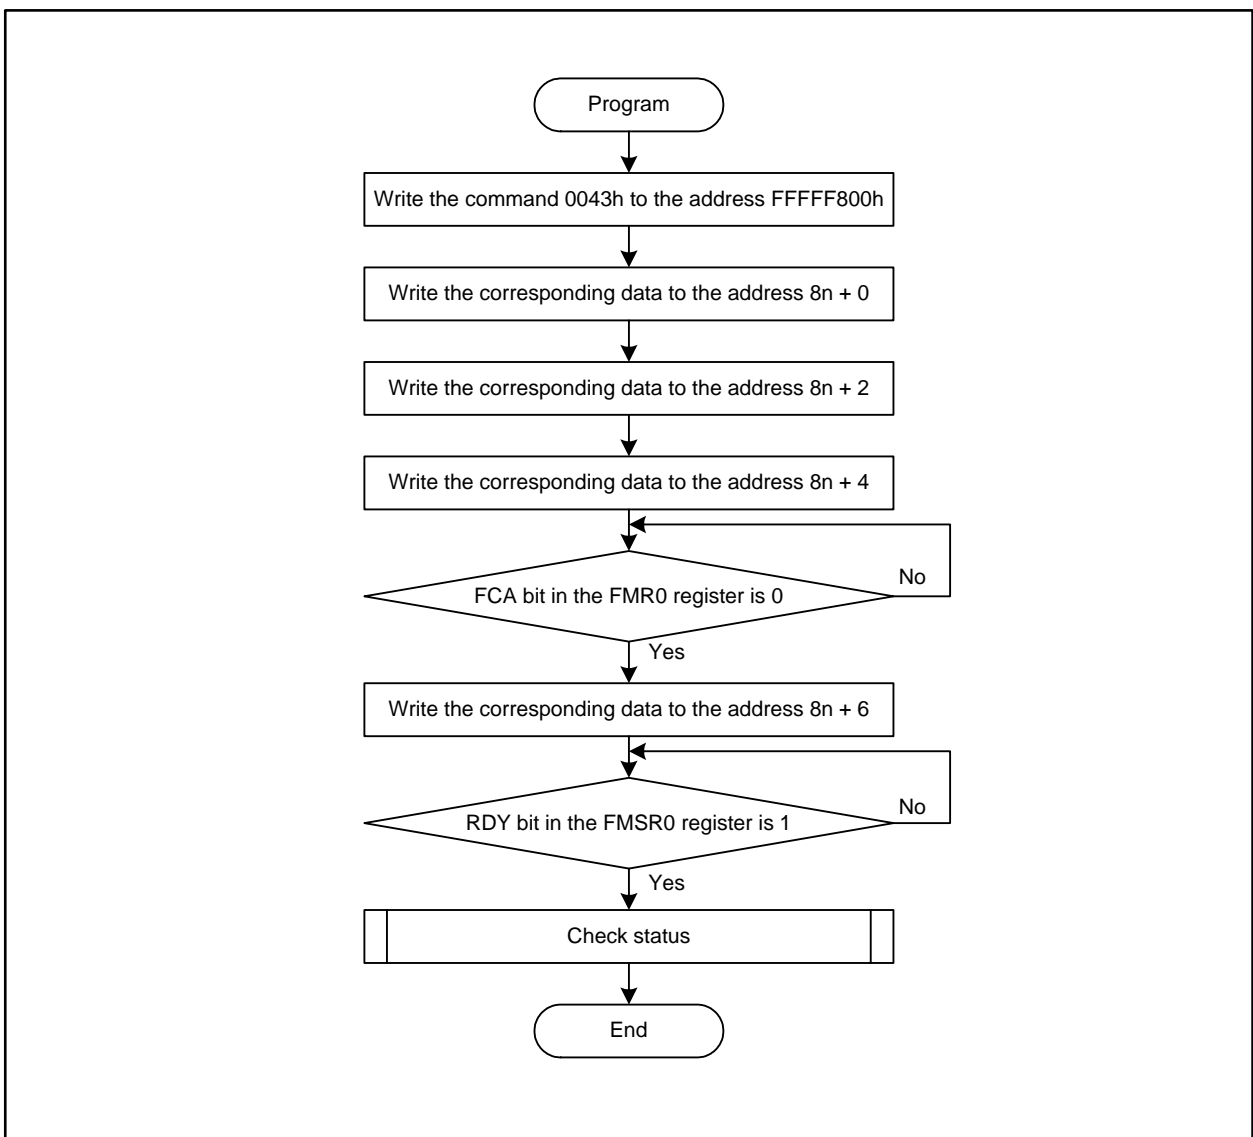 Program
Write the command 0043h to the address FFFFF800h
Write the corresponding data to the address 8n + 0
Write the corresponding data to the address 8n + 2
Write the corresponding data to the address 8n + 4
FCA bit in the FMR0 register is 0
No
Yes
Write the corresponding data to the address 8n + 6
RDY bit in the FMSR0 register is 1
No
Yes
Check status
End